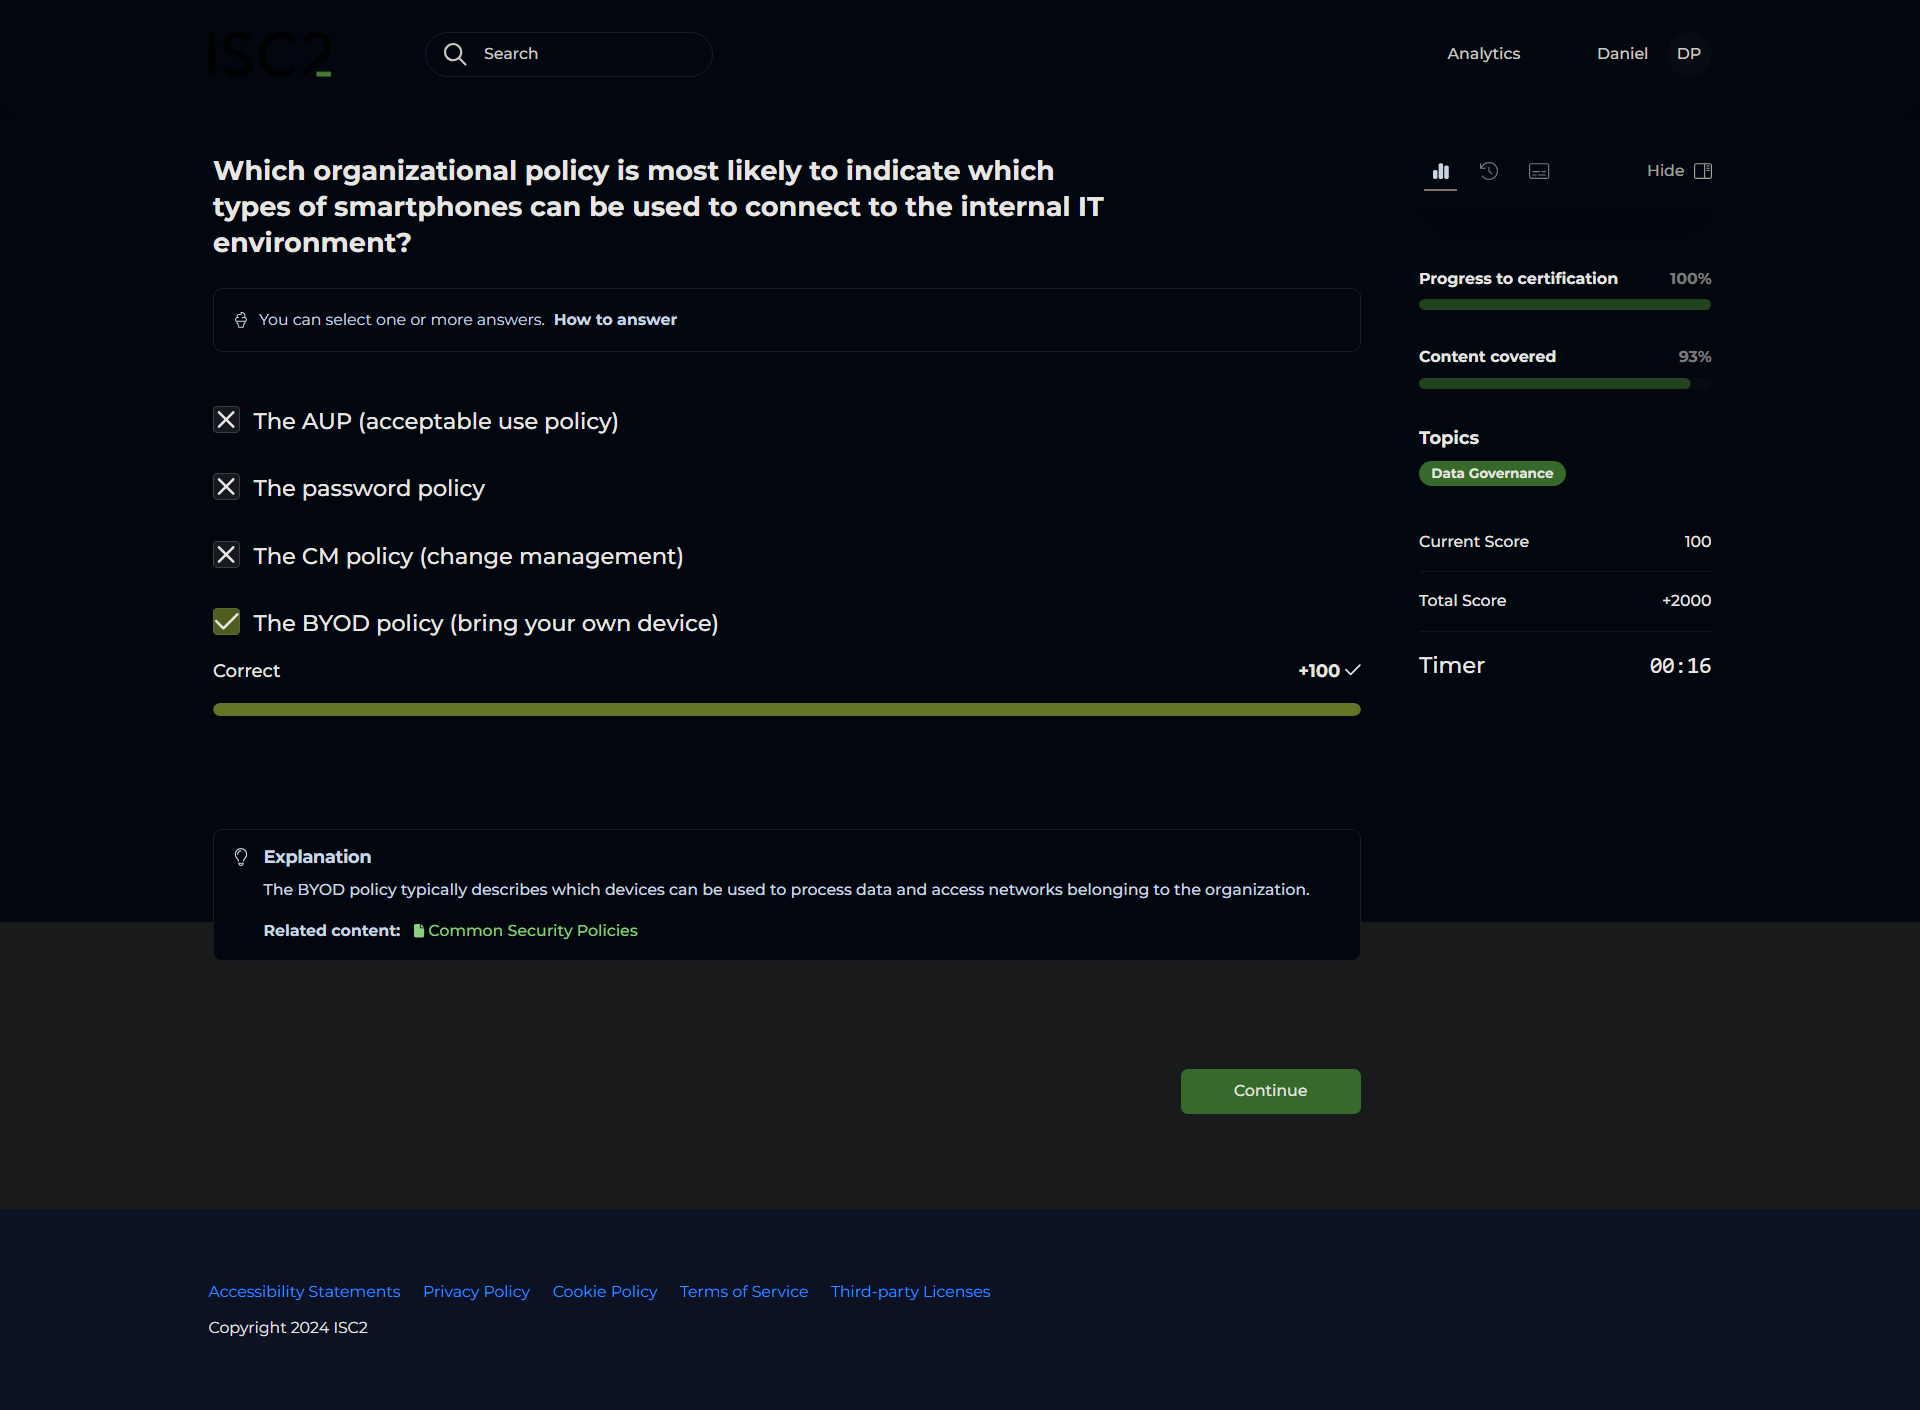 ISC2
Search
Analytics
Daniel
DP
Which organizational policy is most likely to indicate which
types of smartphones can be used to connect to the internal IT
environment?
You can select one or more answers. How to answer
The AUP (acceptable use policy)
The password policy
The CM policy (change management)
The BYOD policy (bring your own device)
Correct
+100
Explanation
The BYOD policy typically describes which devices can be used to process data and access networks belonging to the organization.
Related content: Common Security Policies
Continue
Hide
Progress to certification 100%
Content covered 93%
Topics
Data Governance
Current Score 100
Total Score +2000
Timer 00:16
Accessibility Statements Privacy Policy Cookie Policy Terms of Service Third-party Licenses
Copyright 2024 ISC2